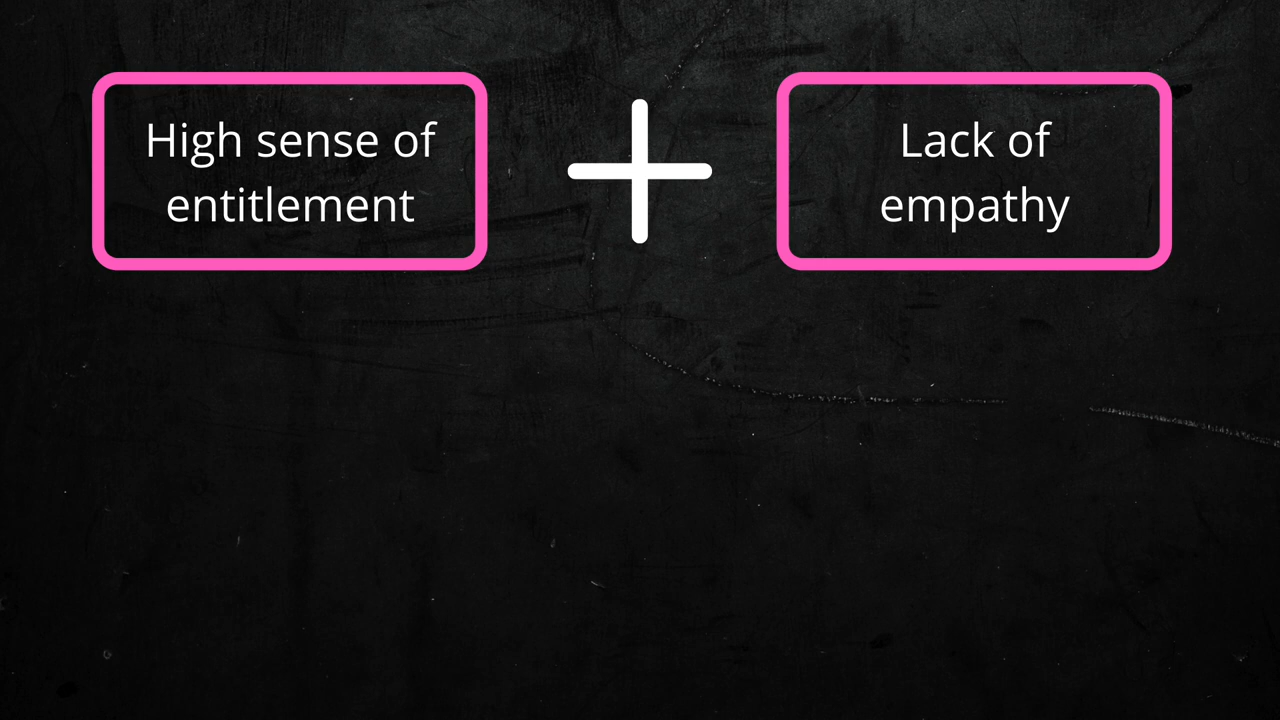 High sense of
entitlement
Lack of
empathy